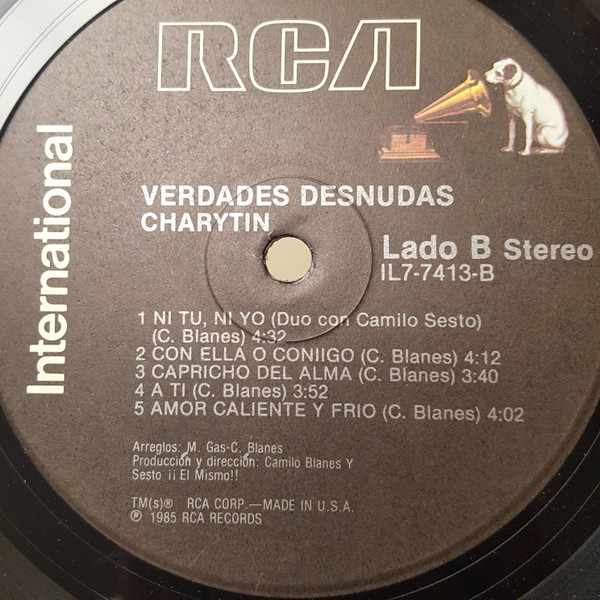 RCA
International
VERDADES DESNUDAS
CHARYTIN
Lado B Stereo
IL7-7413-B
1 NI TU, NI YO (Duo con Camilo Sesto)
(C. Blanes) 4:32
2 CON ELLA O CONIIGO (C. Blanes) 4:12
3 CAPRICHO DEL ALMA (C. Blanes) 3:40
4 A TI (C. Blanes) 3:52
5 AMOR CALIENTE Y FRIO (C. Blanes) 4:02
Arreglos: M. Gas-C. Blanes
Producción y dirección: Camilo Blanes Y
Sesto ¡¡El Mismo!!
TM(s)® RCA CORP.—MADE IN U.S.A.
℗ 1985 RCA RECORDS